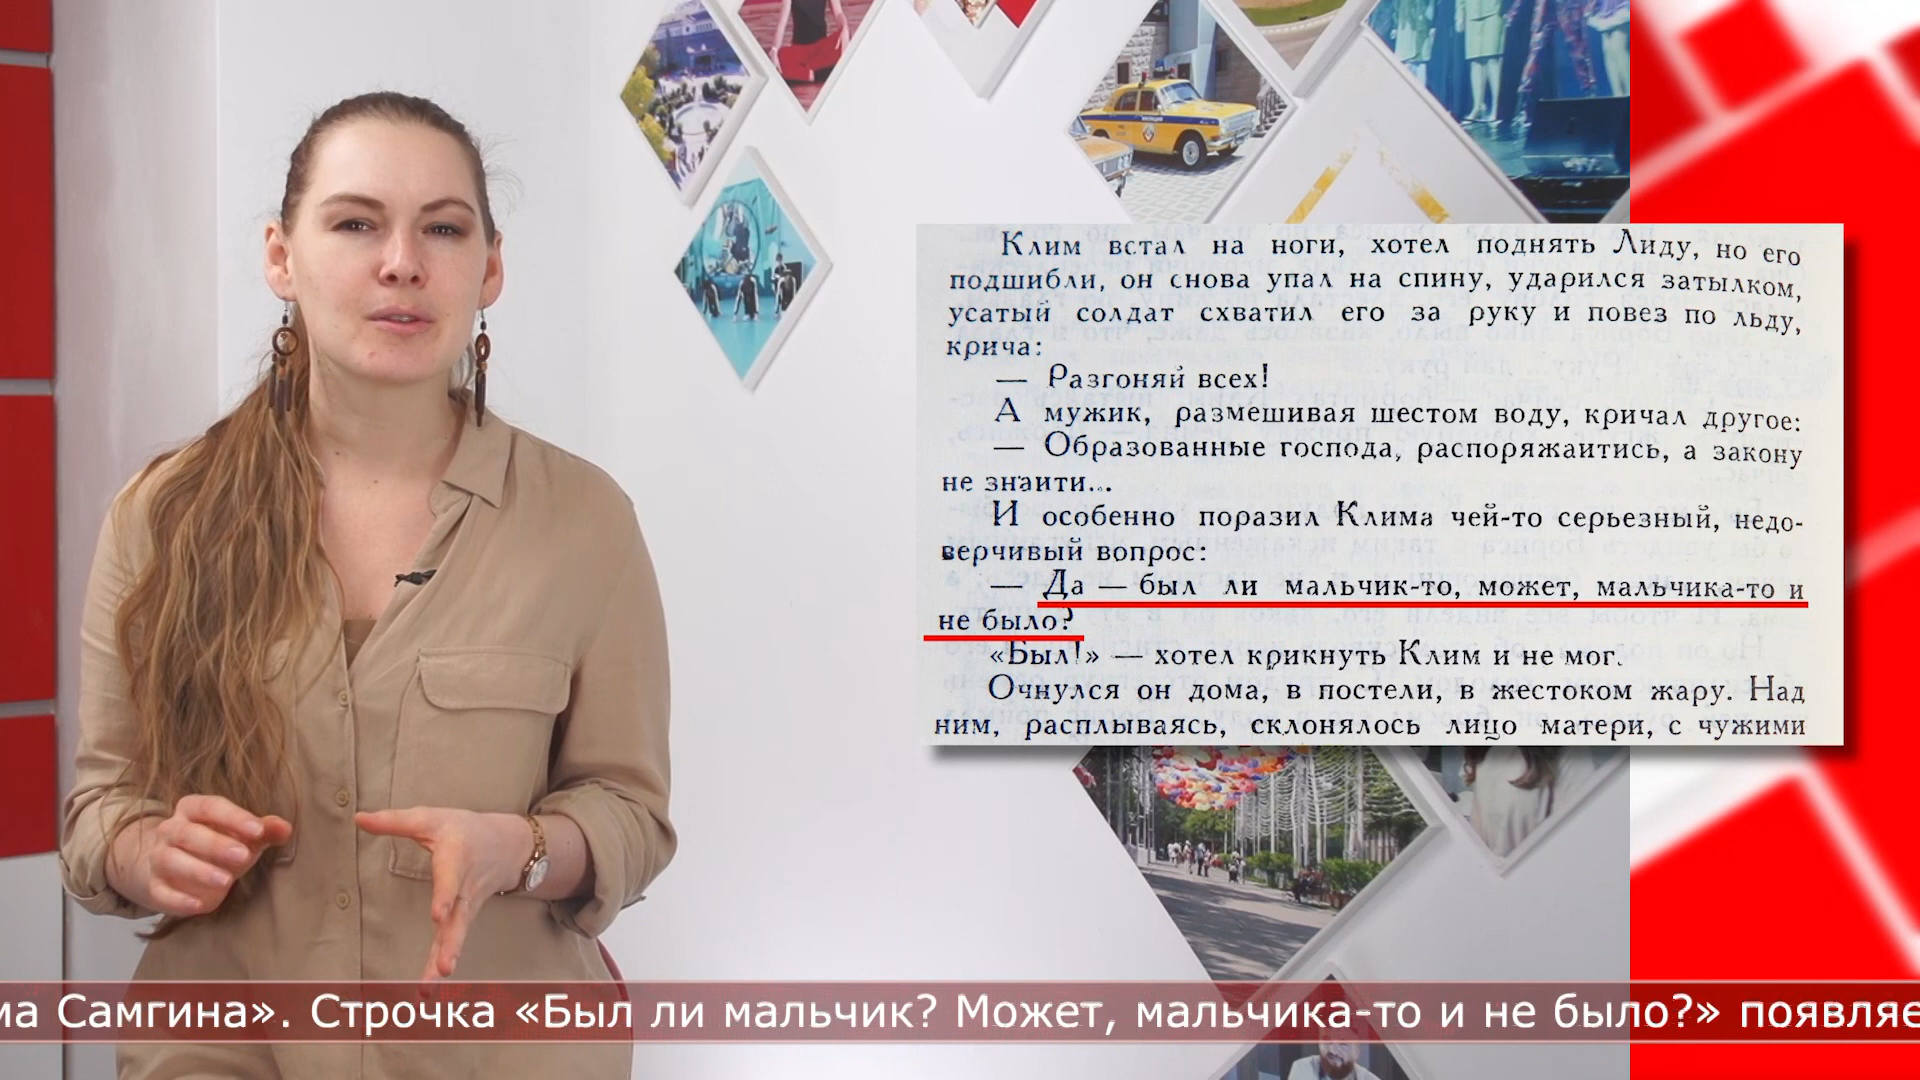 Клим встал на ноги, хотел поднять Лиду, но его
подшибли, он снова упал на спину, ударился затылком,
усатый солдат схватил его за руку и повез по льду,
крича:
— Разгоняй всех!
А мужик, размешивая шестом воду, кричал другое:
— Образованные господа, распоряжаитись, а закону
не знаити...
И особенно поразил Клима чей-то серьезный, недо-
верчивый вопрос:
— Да — был ли мальчик-то, может, мальчика-то и
не было?
«Был!» — хотел крикнуть Клим и не мог.
Очнулся он дома, в постели, в жестоком жару. Над
ним, расплываясь, склонялось лицо матери, с чужими
ма Самгина». Строчка «Был ли мальчик? Может, мальчика-то и не было?» появляе